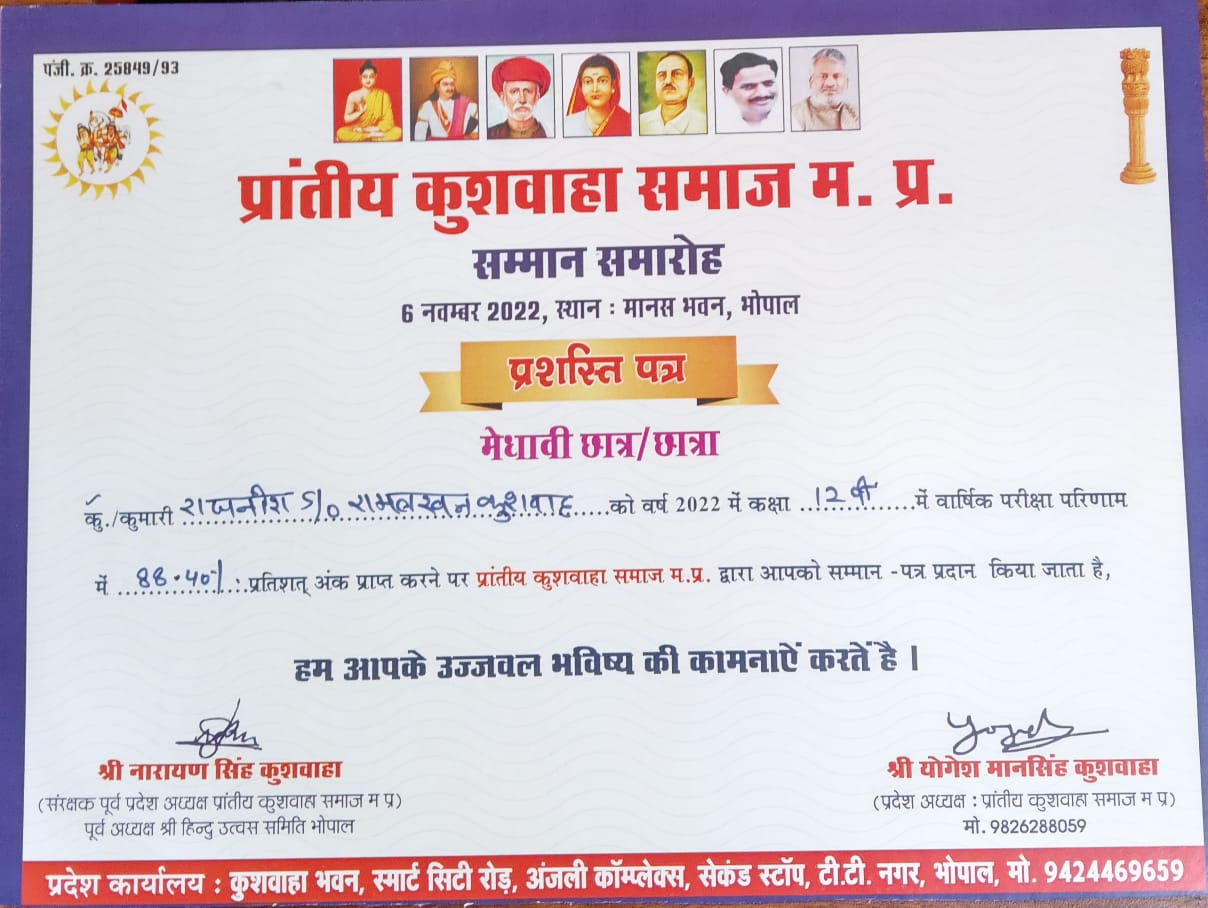 पंजी. क्र. 25849/93
प्रांतीय कुशवाहा समाज म. प्र.
सम्मान समारोह
6 नवम्बर 2022, स्थान : मानस भवन, भोपाल
प्रशस्ति पत्र
मेधावी छात्र/छात्रा
कु./कुमारी राजनीश S/o रामलखन कुशवाह.....को वर्ष 2022 में कक्षा ..12वी.....में वार्षिक परीक्षा परिणाम
में ..88.40%..:प्रतिशत् अंक प्राप्त करने पर प्रांतीय कुशवाहा समाज म.प्र. द्वारा आपको सम्मान -पत्र प्रदान किया जाता है,
हम आपके उज्जवल भविष्य की कामनाऐं करतें है ।
श्री नारायण सिंह कुशवाहा
(संरक्षक पूर्व प्रदेश अध्यक्ष प्रांतीय कुशवाहा समाज म प्र)
पूर्व अध्यक्ष श्री हिन्दु उत्वस समिति भोपाल
श्री योगेश मानसिंह कुशवाहा
(प्रदेश अध्यक्ष : प्रांतीय कुशवाहा समाज म प्र)
मो. 9826288059
प्रदेश कार्यालय : कुशवाहा भवन, स्मार्ट सिटी रोड़, अंजली कॉम्प्लेक्स, सेकंड स्टॉप, टी.टी. नगर, भोपाल, मो. 9424469659